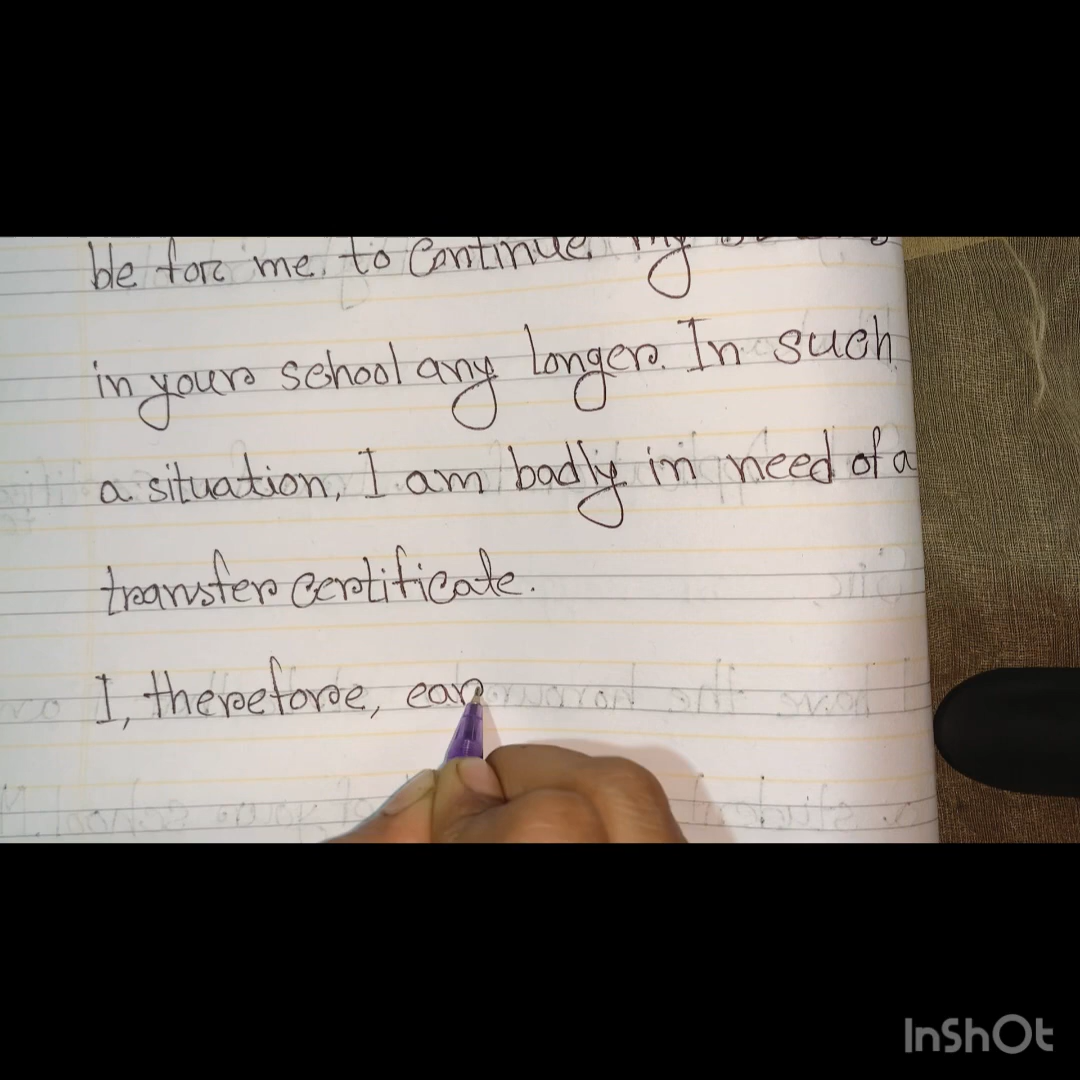 ble for me to continue my
in your school any longer. In such
a situation, I am badly in need of a
transfer certificate.
I, therefore, ear
InShOt